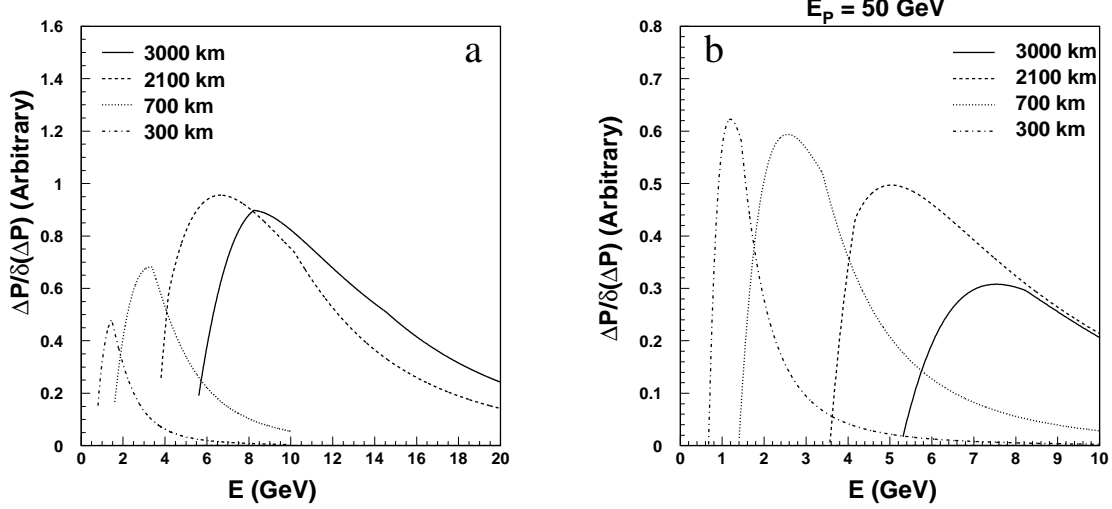 a
3000 km
2100 km
700 km
300 km
ΔP/δ(ΔP) (Arbitrary)
1.6
1.4
1.2
1
0.8
0.6
0.4
0.2
0
0 2 4 6 8 10 12 14 16 18 20
E (GeV)
E_P = 50 GeV
b
3000 km
2100 km
700 km
300 km
ΔP/δ(ΔP) (Arbitrary)
0.8
0.7
0.6
0.5
0.4
0.3
0.2
0.1
0
0 1 2 3 4 5 6 7 8 9 10
E (GeV)